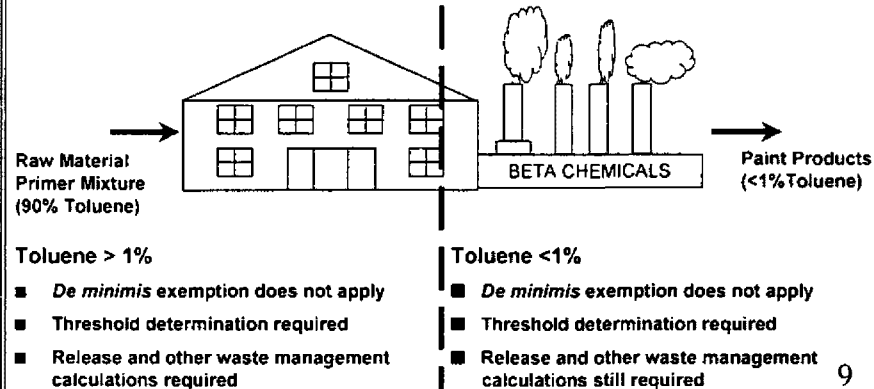 BETA CHEMICALS
Raw Material
Primer Mixture
(90% Toluene)
Paint Products
(<1%Toluene)
Toluene > 1%
■ De minimis exemption does not apply
■ Threshold determination required
■ Release and other waste management
calculations required
Toluene <1%
■ De minimis exemption does not apply
■ Threshold determination required
■ Release and other waste management
calculations still required
9